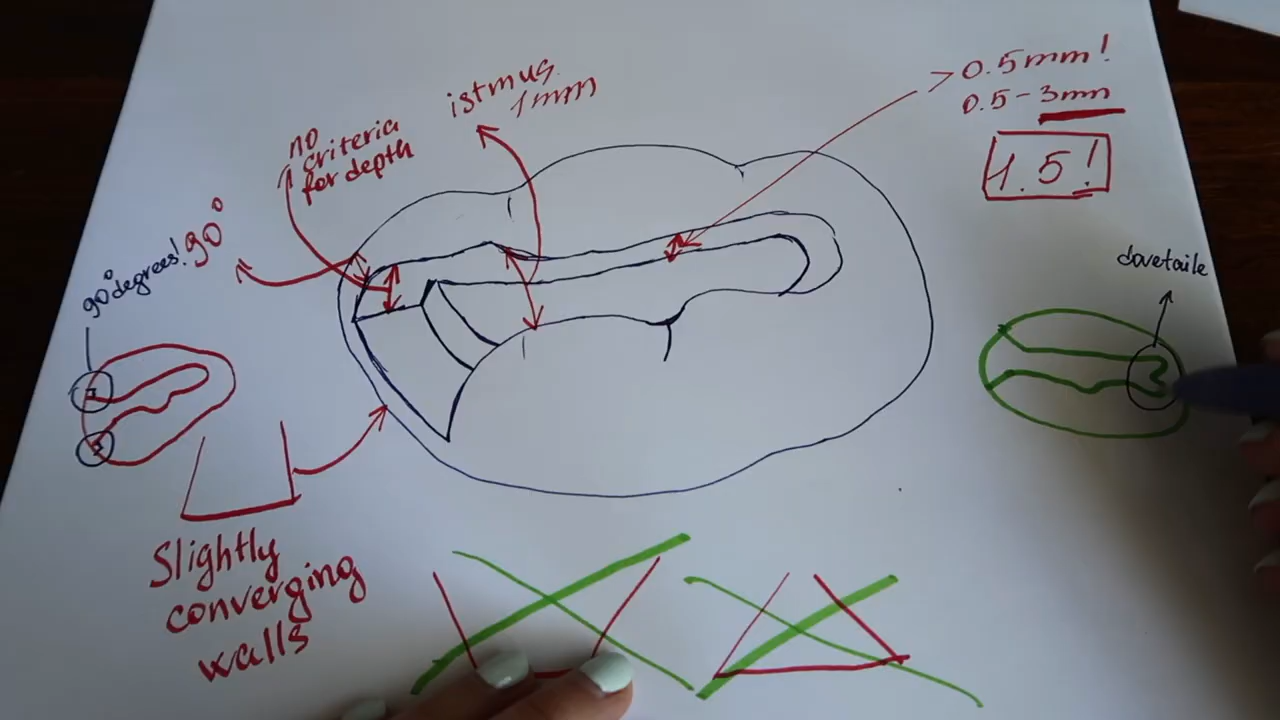 no
criteria
for depth
istmus
1mm
>0.5mm!
0.5-3mm
1.5!
90° degrees!
90°
dovetaile
Slightly
converging
walls